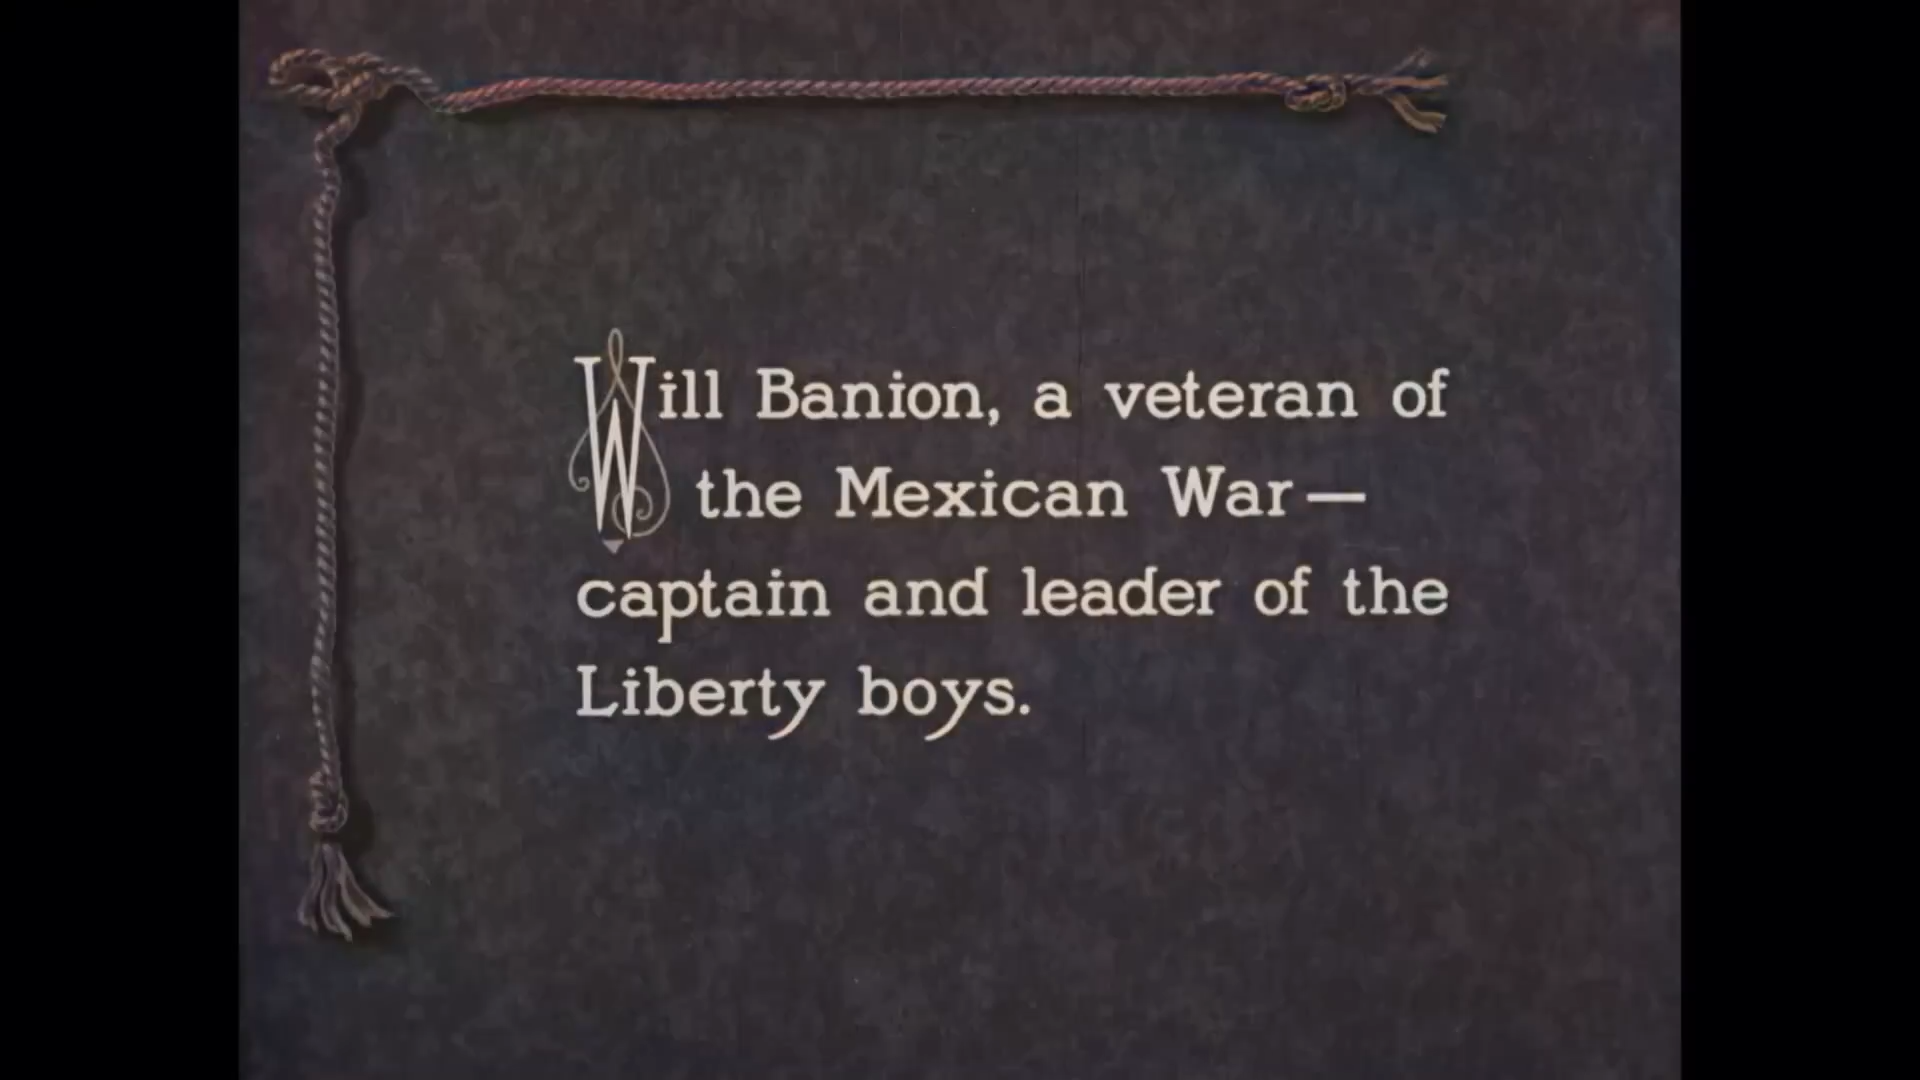 Will Banion, a veteran of
the Mexican War—
captain and leader of the
Liberty boys.